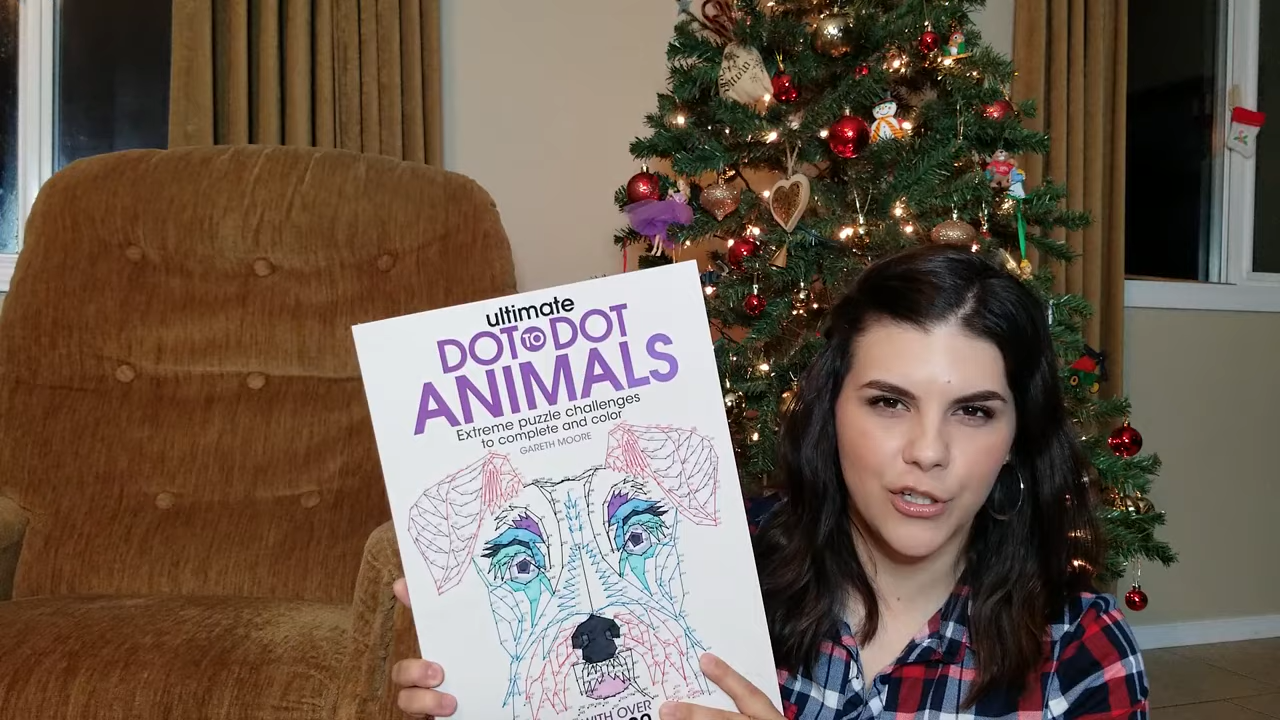 ultimate
DOT TO DOT
ANIMALS
Extreme puzzle challenges
to complete and color
GARETH MOORE
WITH OVER